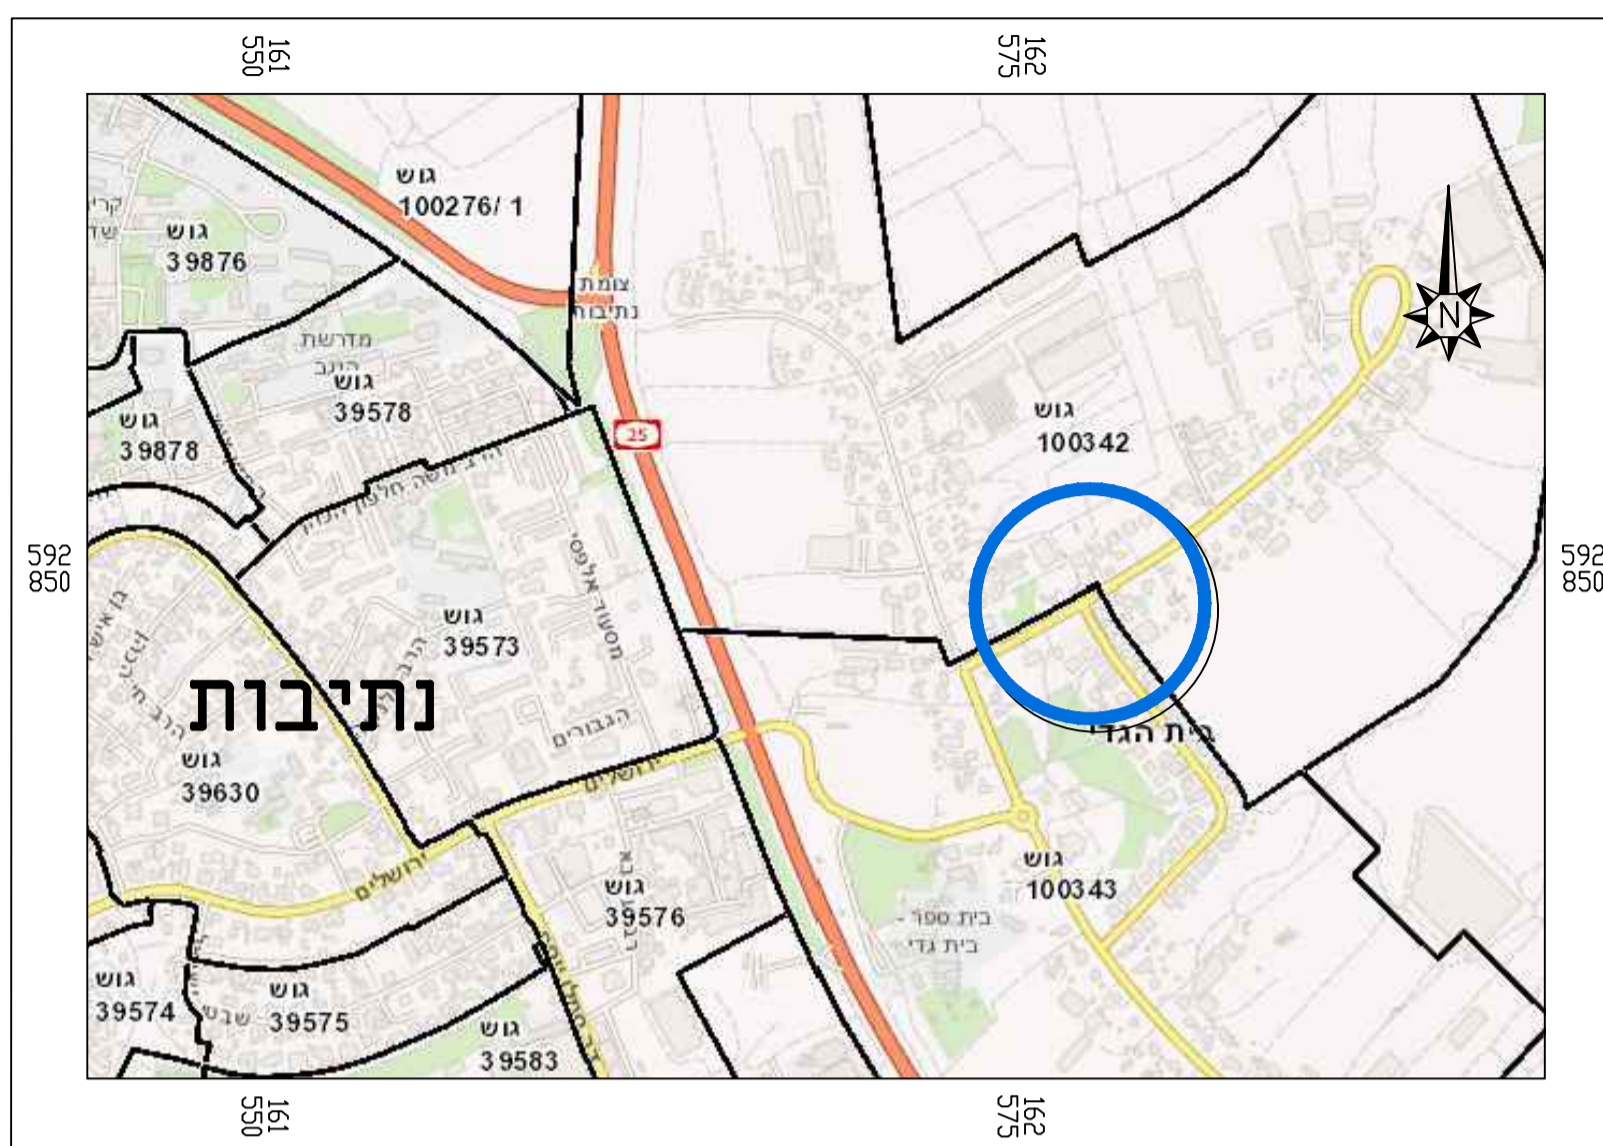 161
550
162
575
גוש
100276/ 1
גוש
39876
צומת
נתיבות
מדרשת
הנגב
גוש
39578
גוש
39878
25
גוש
100342
N
592
850
592
850
מסעוד אלפסי
גוש
39573
נתיבות
הגבורים
ירושלים
בית הגדי
גוש
39630
ירושלים
גוש
39576
גוש
100343
בית ספר -
בית גדי
גוש
39574
גוש
39575
שבט
גוש
39583
161
550
162
575